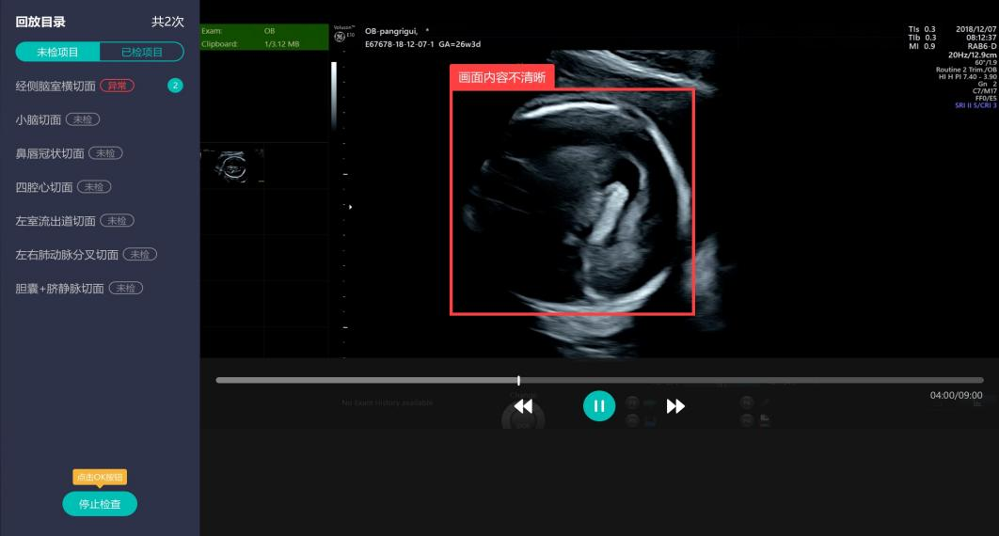 回放目录
共2次
未检项目
已检项目
经侧脑室横切面 异常 2
小脑切面 未检
鼻唇冠状切面 未检
四腔心切面 未检
左室流出道切面 未检
左右肺动脉分叉切面 未检
胆囊+脐静脉切面 未检
点击OK按钮
停止检查
Exam: OB
Clipboard: 1/3.12 MB
Voluson™
E10
OB-pangrigui, *
E67678-18-12-07-1 GA=26w3d
TIs 0.3
TIb 0.3
MI 0.9
2018/12/07
08:12:37
RAB6-D
20Hz/12.9cm
60°/1.9
Routine 2 Trim./OB
HI H PI 7.40 - 3.90
Gn 2
C7/M17
FF0/E5
SRI II 5/CRI 3
画面内容不清晰
No Exam History available
04:00/09:00